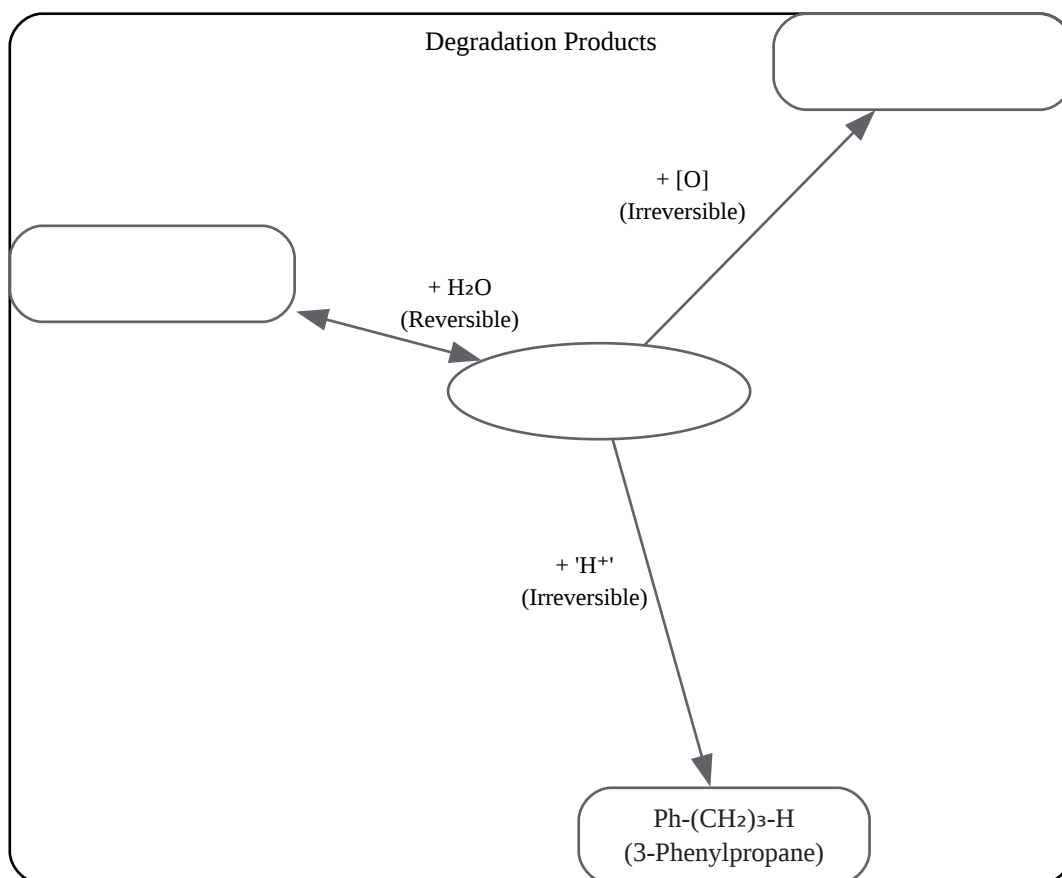 Degradation Products
+ [O]
(Irreversible)
+ H₂O
(Reversible)
+ 'H⁺'
(Irreversible)
Ph-(CH₂)₃-H
(3-Phenylpropane)